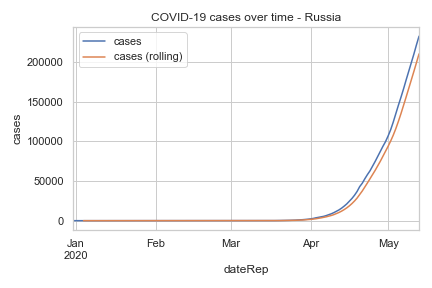 COVID-19 cases over time - Russia
cases
cases (rolling)
200000
150000
100000
50000
0
cases
Jan Feb Mar Apr May
2020
dateRep